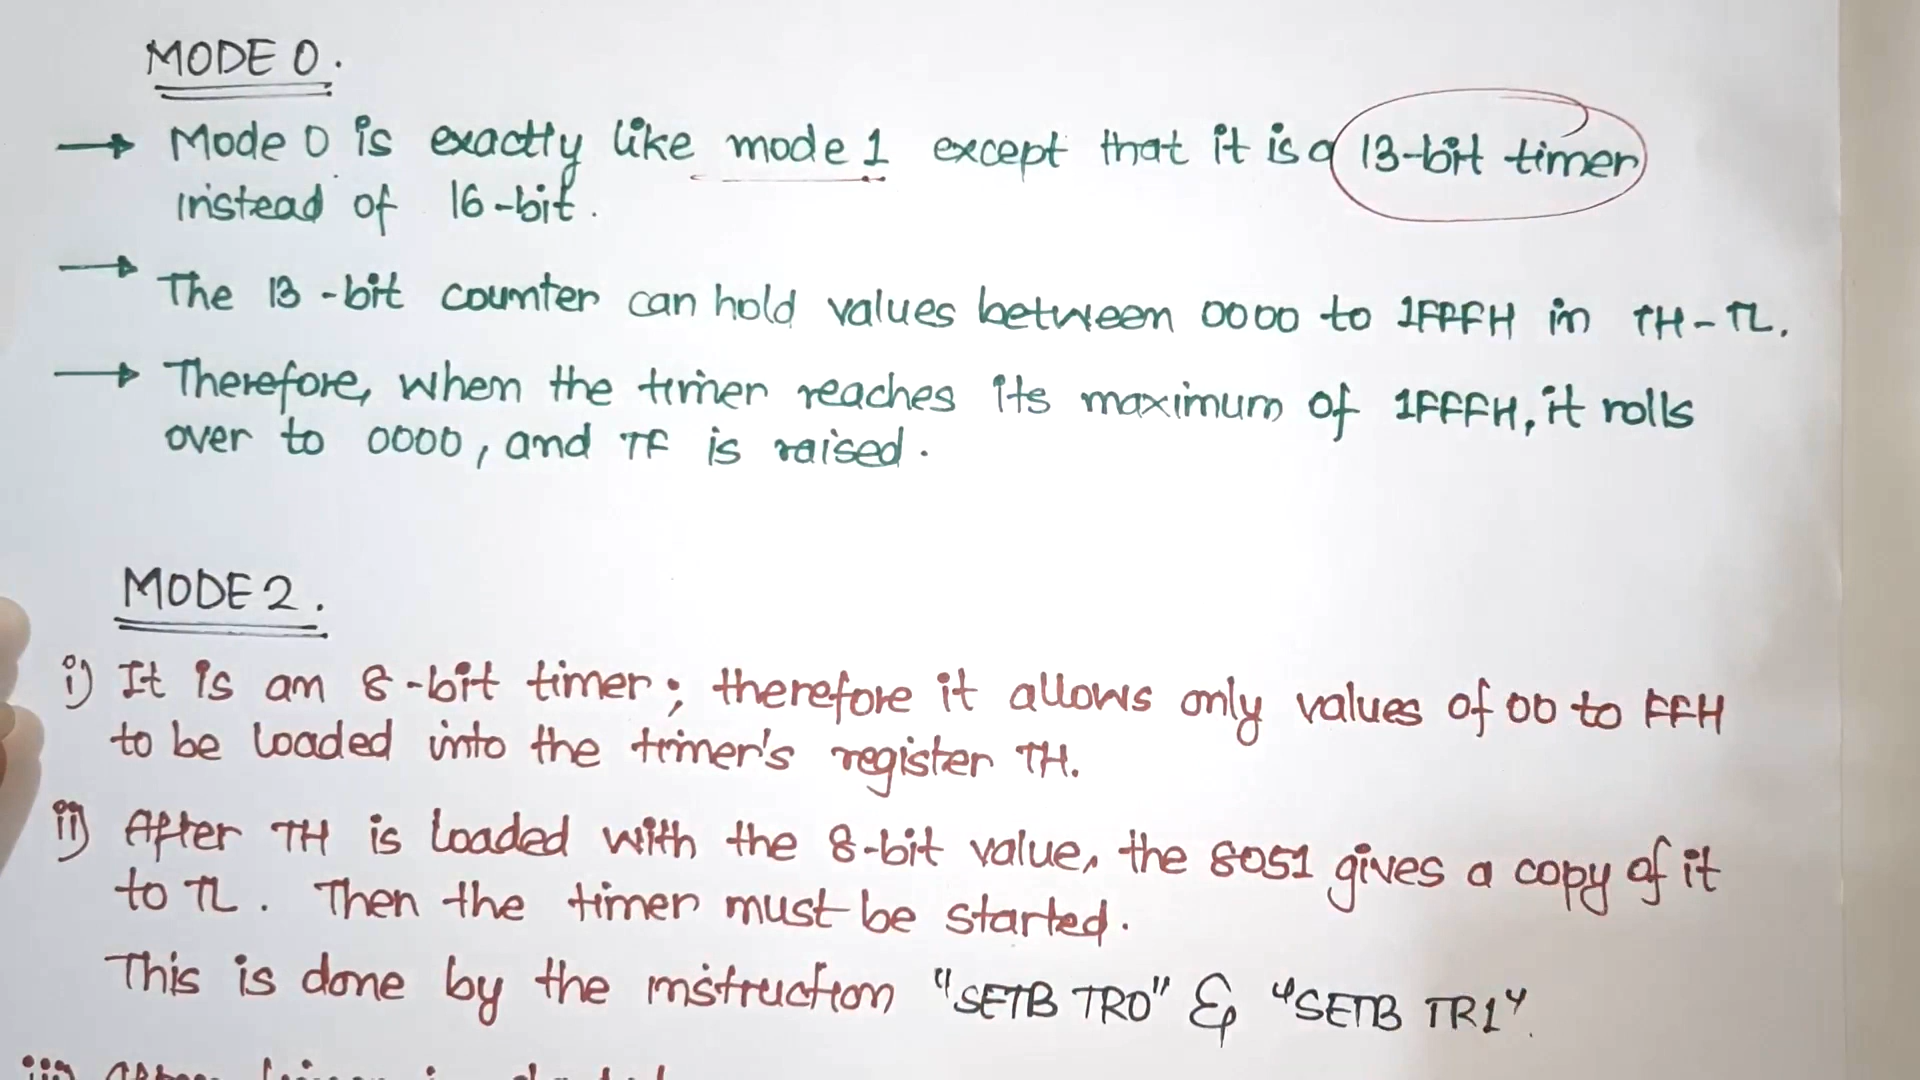 MODE 0.
→ Mode 0 is exactly like mode 1 except that it is a 13-bit timer
instead of 16-bit.
→ The 13-bit counter can hold values between 0000 to 1FFFH in TH-TL.
→ Therefore, when the timer reaches its maximum of 1FFFH, it rolls
over to 0000, and TF is raised.
MODE 2.
i) It is an 8-bit timer; therefore it allows only values of 00 to FFH
to be loaded into the timer's register TH.
ii) After TH is loaded with the 8-bit value, the 8051 gives a copy of it
to TL. Then the timer must be started.
This is done by the instruction "SETB TR0" & "SETB TR1".
iii) After